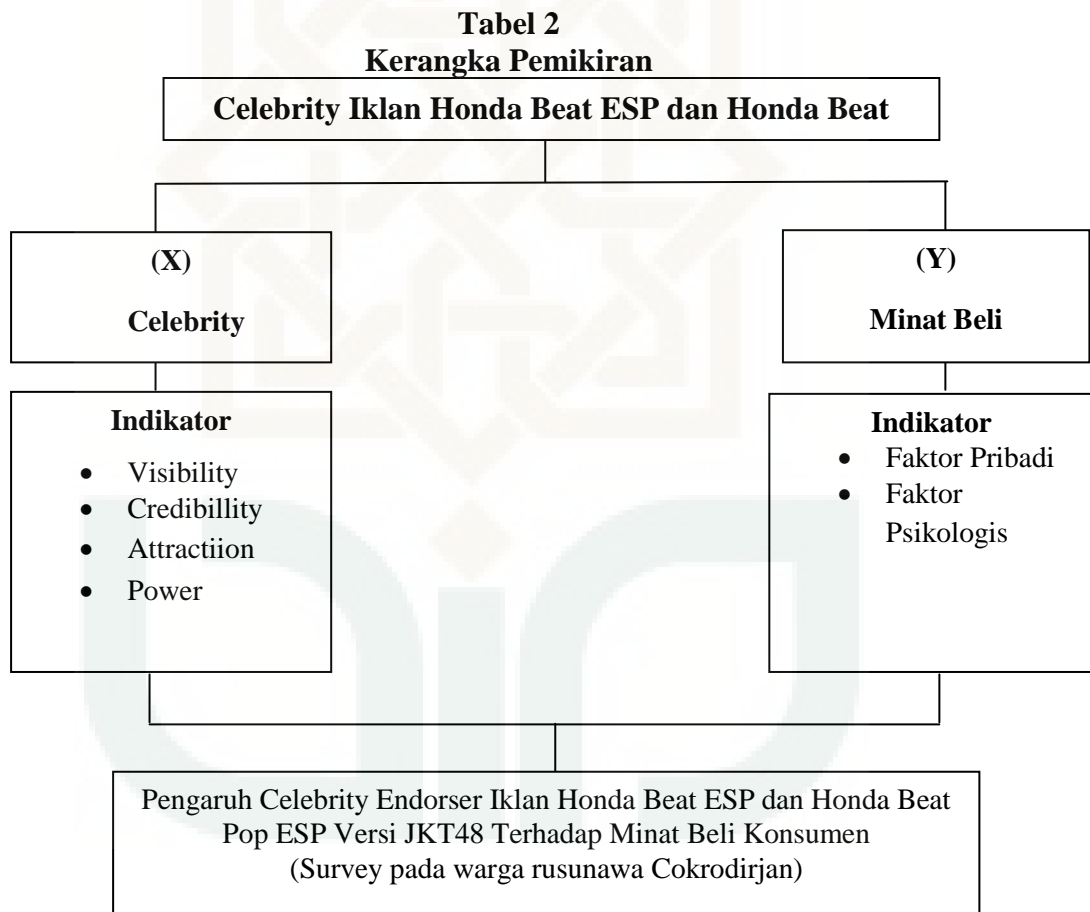 Tabel 2
Kerangka Pemikiran
Celebrity Iklan Honda Beat ESP dan Honda Beat
(X)
Celebrity
Indikator
• Visibility
• Credibillity
• Attractiion
• Power
(Y)
Minat Beli
Indikator
• Faktor Pribadi
• Faktor
Psikologis
Pengaruh Celebrity Endorser Iklan Honda Beat ESP dan Honda Beat
Pop ESP Versi JKT48 Terhadap Minat Beli Konsumen
(Survey pada warga rusunawa Cokrodirjan)